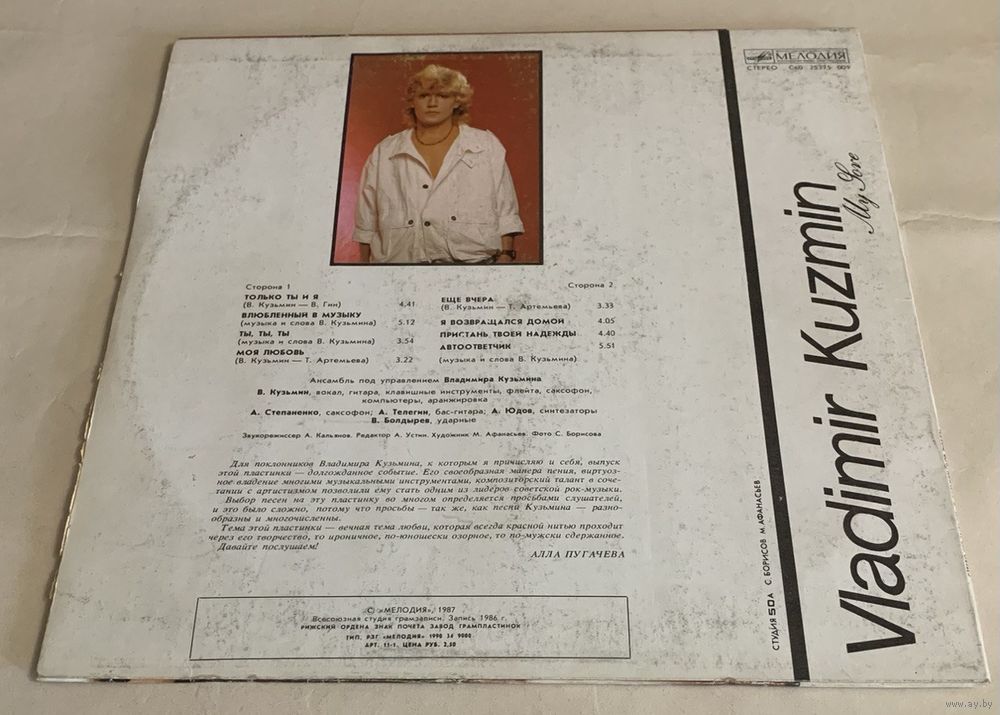 МЕЛОДИЯ
СТЕРЕО С60 25375 009
Vladimir Kuzmin
My Love
Сторона 1
ТОЛЬКО ТЫ И Я
(В. Кузьмин — В. Гин) 4.41
ВЛЮБЛЕННЫЙ В МУЗЫКУ
(музыка и слова В. Кузьмина) 5.12
ТЫ, ТЫ, ТЫ
(музыка и слова В. Кузьмина) 3.54
МОЯ ЛЮБОВЬ
(В. Кузьмин — Т. Артемьева) 3.22
Сторона 2
ЕЩЕ ВЧЕРА
(В. Кузьмин — Т. Артемьева) 3.33
Я ВОЗВРАЩАЛСЯ ДОМОЙ 4.05
ПРИСТАНЬ ТВОЕЙ НАДЕЖДЫ 4.40
АВТООТВЕТЧИК 5.51
(музыка и слова В. Кузьмина)
Ансамбль под управлением Владимира Кузьмина
В. Кузьмин, вокал, гитара, клавишные инструменты, флейта, саксофон,
компьютеры, аранжировка
А. Степаненко, саксофон; А. Телегин, бас-гитара; А. Юдов, синтезаторы
В. Болдырев, ударные
Звукорежиссер А. Кальянов. Редактор А. Устин. Художник М. Афанасьев. Фото С. Борисова
Для поклонников Владимира Кузьмина, к которым я причисляю и себя, выпуск
этой пластинки — долгожданное событие. Его своеобразная манера пения, виртуоз-
ное владение многими музыкальными инструментами, композиторский талант в соче-
тании с артистизмом позволили ему стать одним из лидеров советской рок-музыки.
Выбор песен на эту пластинку во многом определяется просьбами слушателей,
и это было сложно, потому что просьбы — так же, как песни Кузьмина — разно-
образны и многочисленны.
Тема этой пластинки — вечная тема любви, которая всегда красной нитью проходит
через его творчество, то ироничное, по-юношески озорное, то по-мужски сдержанное.
Давайте послушаем!
АЛЛА ПУГАЧЕВА
© «МЕЛОДИЯ», 1987
Всесоюзная студия грамзаписи. Запись 1986 г.
РИЖСКИЙ ОРДЕНА ЗНАК ПОЧЕТА ЗАВОД ГРАМПЛАСТИНОК
ТИП. РЗГ «МЕЛОДИЯ» 1990 34 9000
АРТ. 11-1. ЦЕНА РУБ. 2,50
СТУДИЯ 50А С. БОРИСОВ М. АФАНАСЬЕВ
www.ay.by